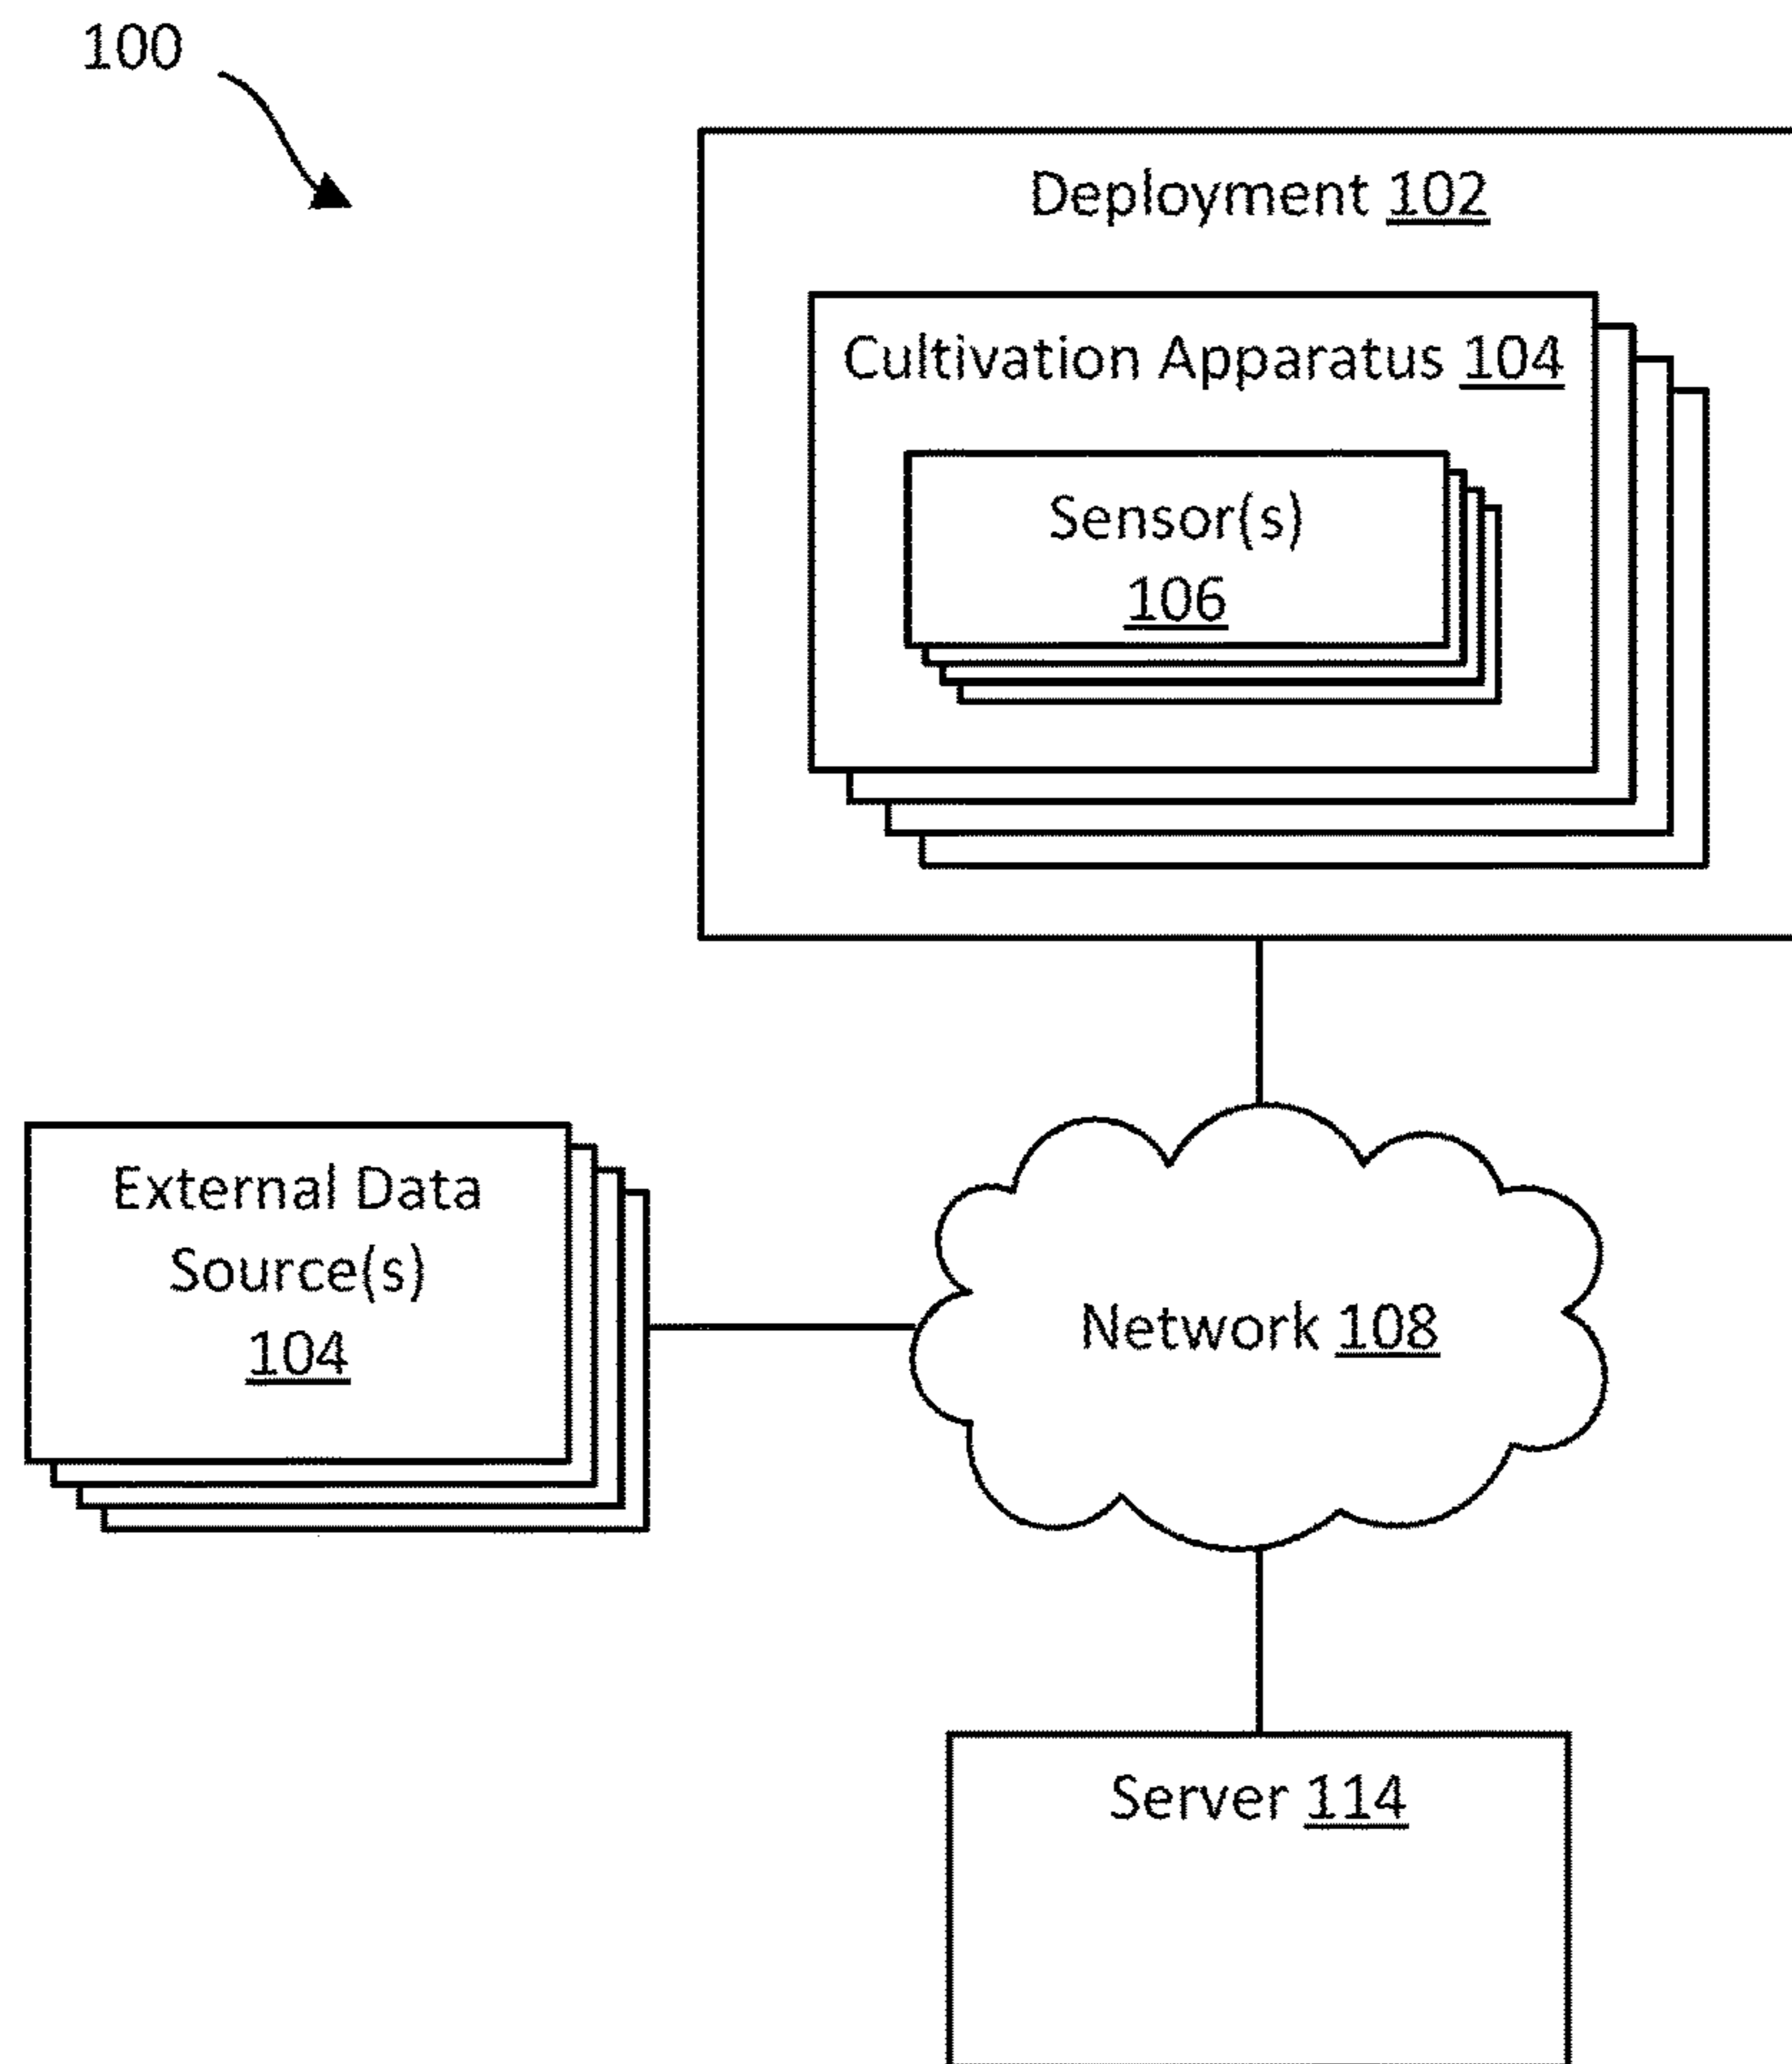 100
Deployment 102
Cultivation Apparatus 104
Sensor(s)
106
External Data
Source(s)
104
Network 108
Server 114